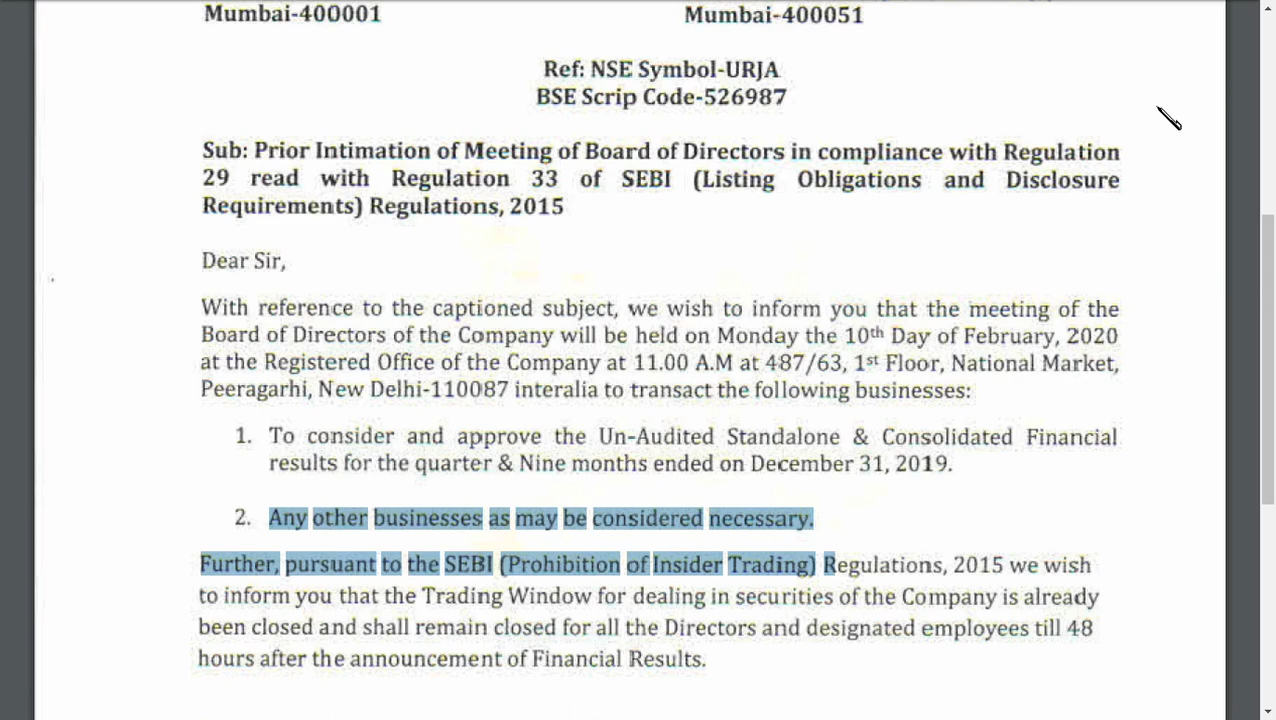 Mumbai-400001 Mumbai-400051
Ref: NSE Symbol-URJA
BSE Scrip Code-526987
Sub: Prior Intimation of Meeting of Board of Directors in compliance with Regulation
29 read with Regulation 33 of SEBI (Listing Obligations and Disclosure
Requirements) Regulations, 2015
Dear Sir,
With reference to the captioned subject, we wish to inform you that the meeting of the
Board of Directors of the Company will be held on Monday the 10th Day of February, 2020
at the Registered Office of the Company at 11.00 A.M at 487/63, 1st Floor, National Market,
Peeragarhi, New Delhi-110087 interalia to transact the following businesses:
1. To consider and approve the Un-Audited Standalone & Consolidated Financial
results for the quarter & Nine months ended on December 31, 2019.
2. Any other businesses as may be considered necessary.
Further, pursuant to the SEBI (Prohibition of Insider Trading) Regulations, 2015 we wish
to inform you that the Trading Window for dealing in securities of the Company is already
been closed and shall remain closed for all the Directors and designated employees till 48
hours after the announcement of Financial Results.